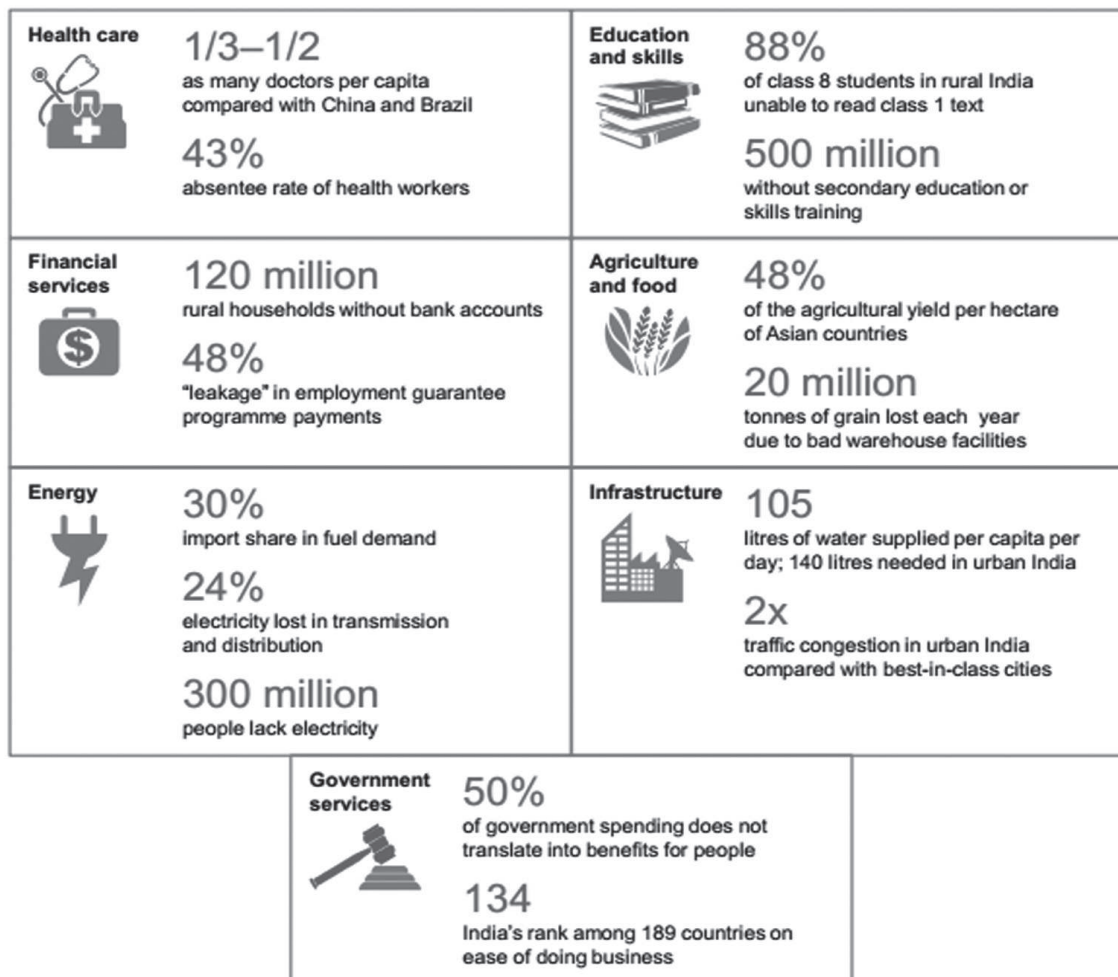 Health care
1/3–1/2
as many doctors per capita
compared with China and Brazil
43%
absentee rate of health workers
Education
and skills
88%
of class 8 students in rural India
unable to read class 1 text
500 million
without secondary education or
skills training
Financial
services
120 million
rural households without bank accounts
48%
“leakage” in employment guarantee
programme payments
Agriculture
and food
48%
of the agricultural yield per hectare
of Asian countries
20 million
tonnes of grain lost each year
due to bad warehouse facilities
Energy
30%
import share in fuel demand
24%
electricity lost in transmission
and distribution
300 million
people lack electricity
Infrastructure
105
litres of water supplied per capita per
day; 140 litres needed in urban India
2x
traffic congestion in urban India
compared with best-in-class cities
Government
services
50%
of government spending does not
translate into benefits for people
134
India’s rank among 189 countries on
ease of doing business